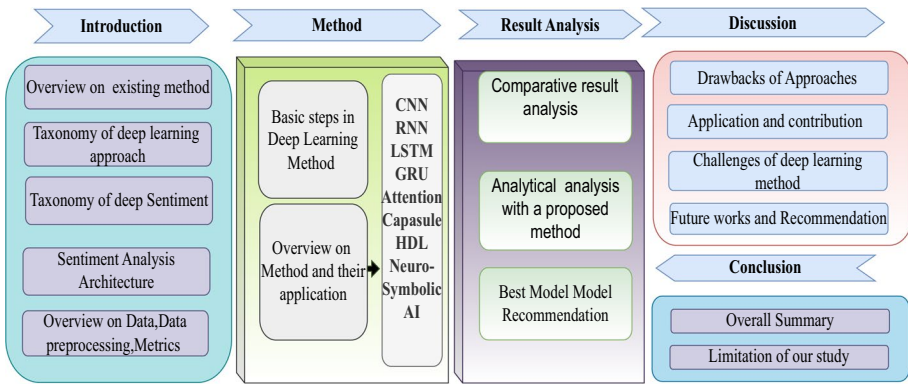 Introduction
Overview on existing method
Taxonomy of deep learning
approach
Taxonomy of deep Sentiment
Sentiment Analysis
Architecture
Overview on Data,Data
preprocessing,Metrics
Method
Basic steps in
Deep Learning
Method
Overview on
Method and their
application
CNN
RNN
LSTM
GRU
Attention
Capasule
HDL
Neuro-
Symbolic
AI
Result Analysis
Comparative result
analysis
Analytical analysis
with a proposed
method
Best Model Model
Recommendation
Discussion
Drawbacks of Approaches
Application and contribution
Challenges of deep learning
method
Future works and Recommendation
Conclusion
Overall Summary
Limitation of our study